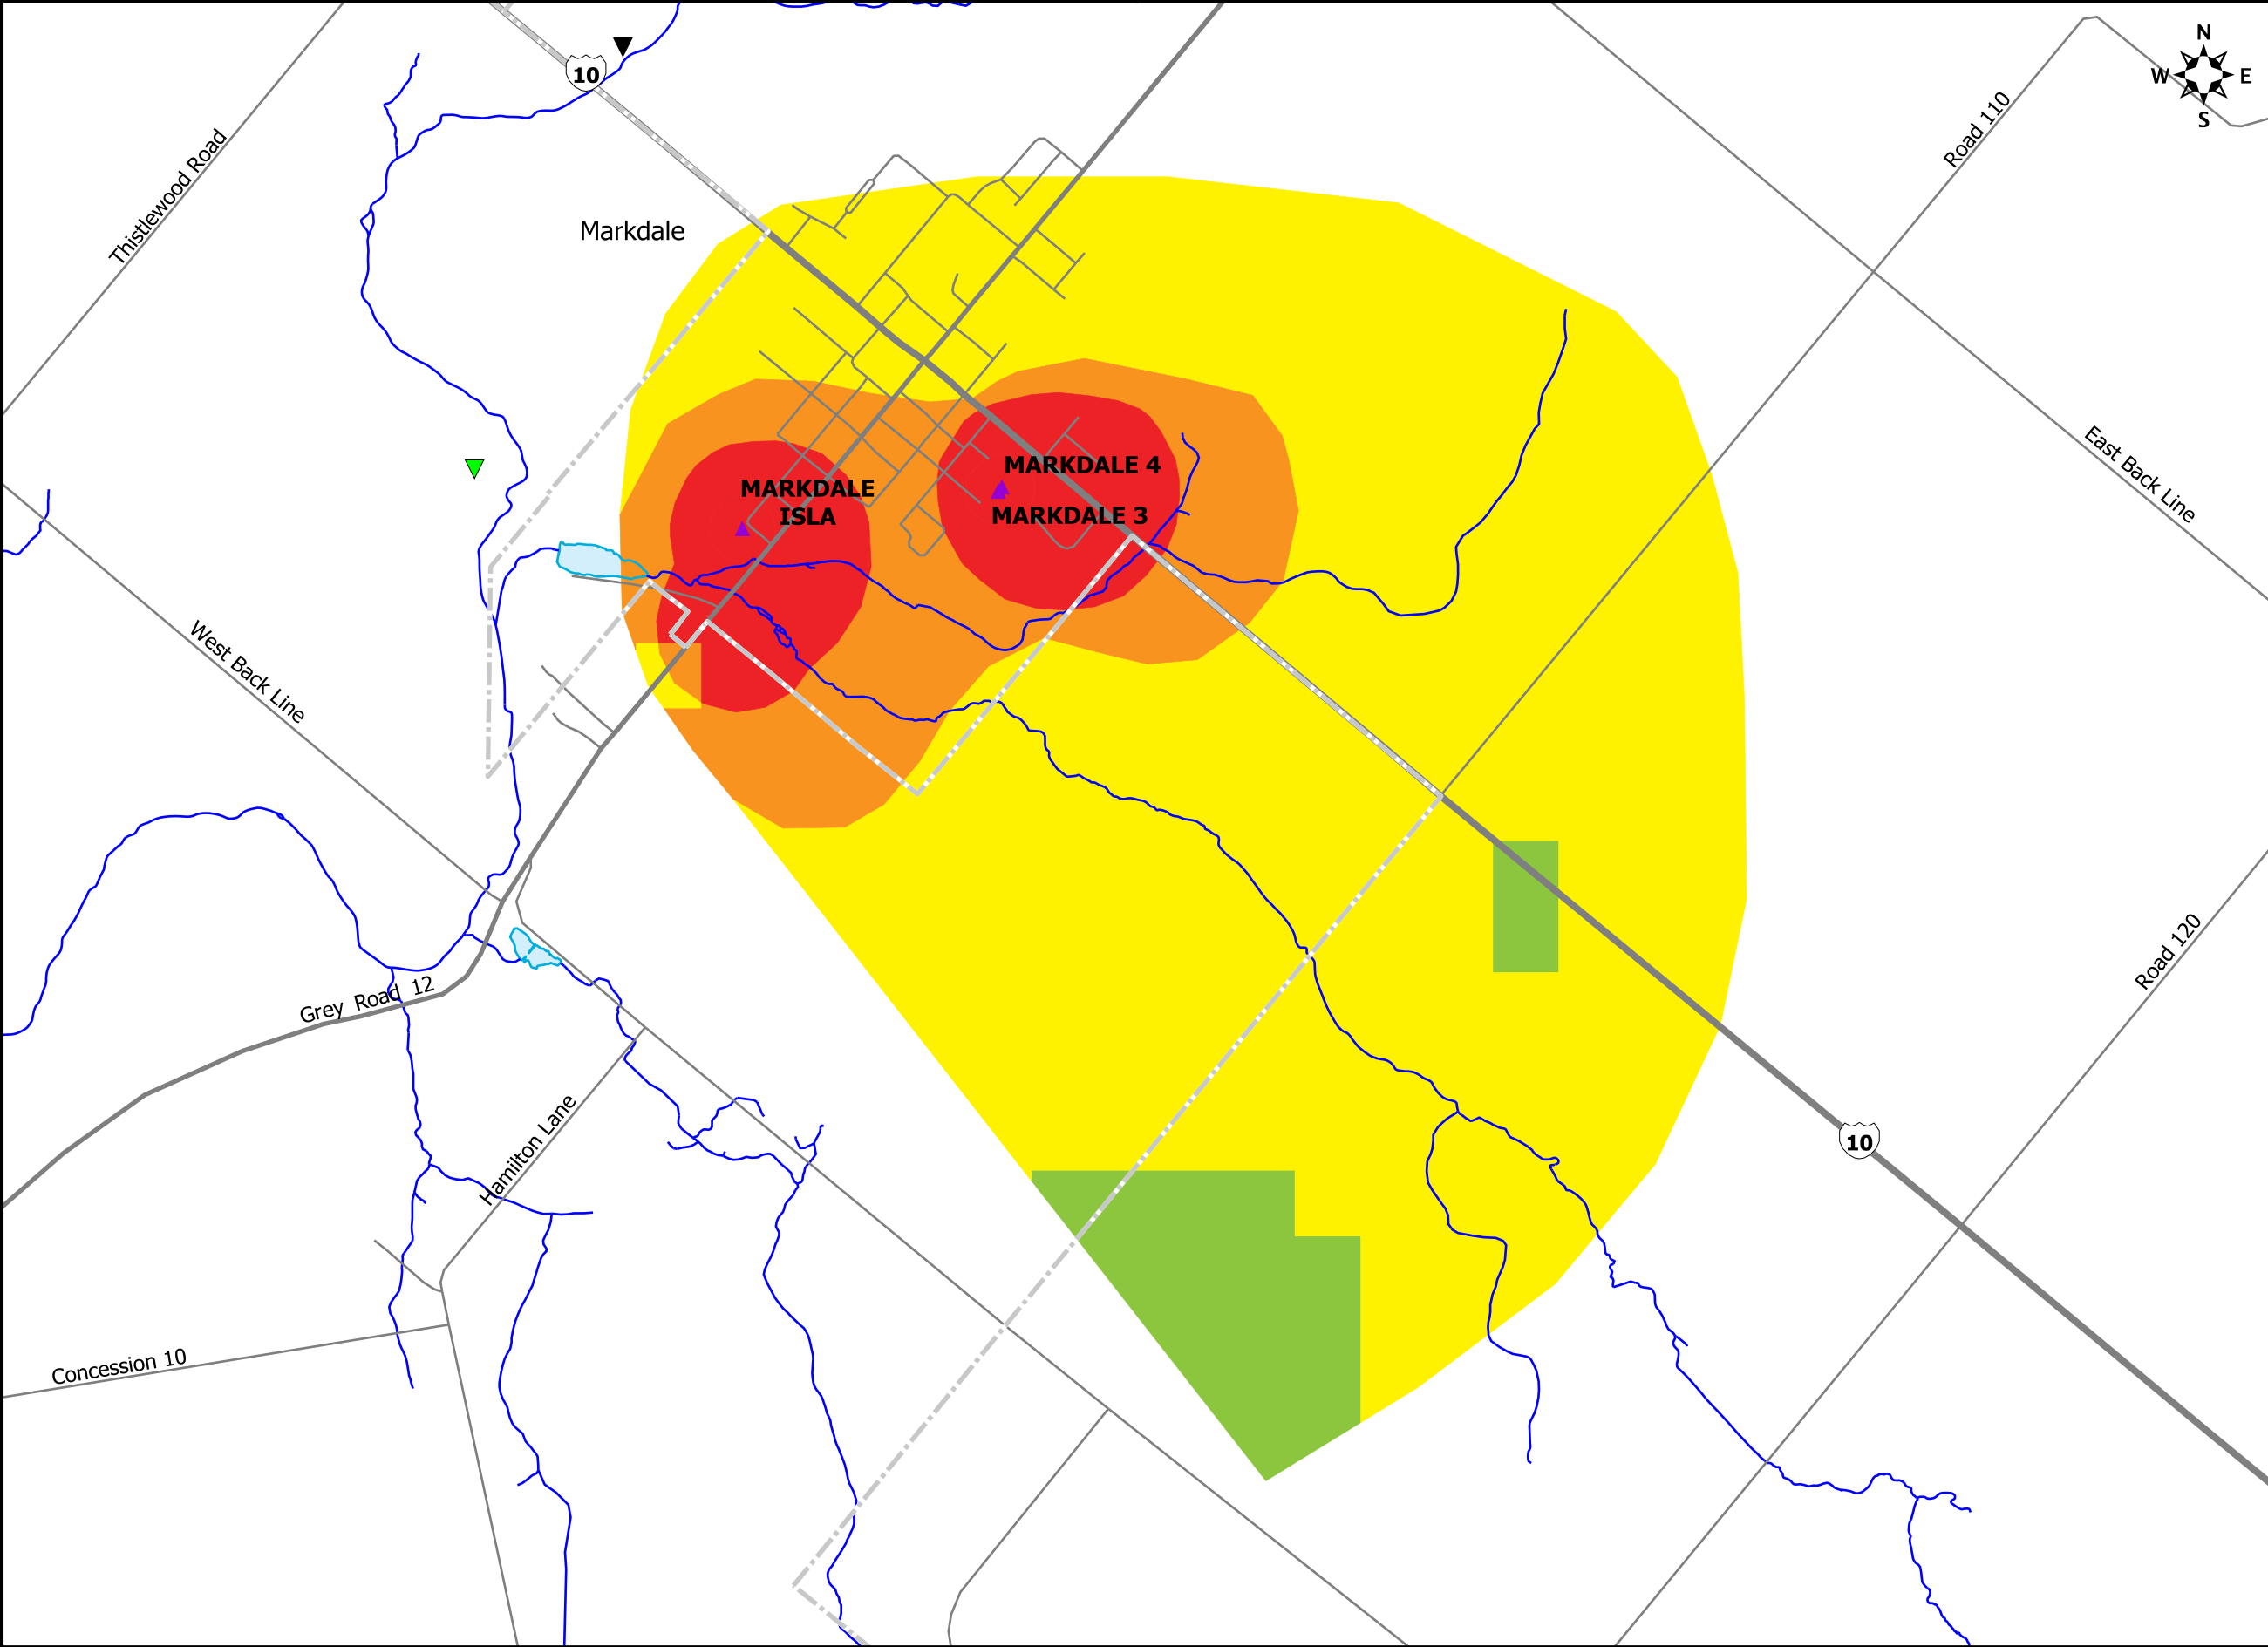 N
10
W E
S
Road 110
Thistlewood Road
Markdale
East Back Line
MARKDALE 4
MARKDALE
ISLA
MARKDALE 3
West Back Line
Road 120
Grey Road 12
Hamilton Lane
10
Concession 10